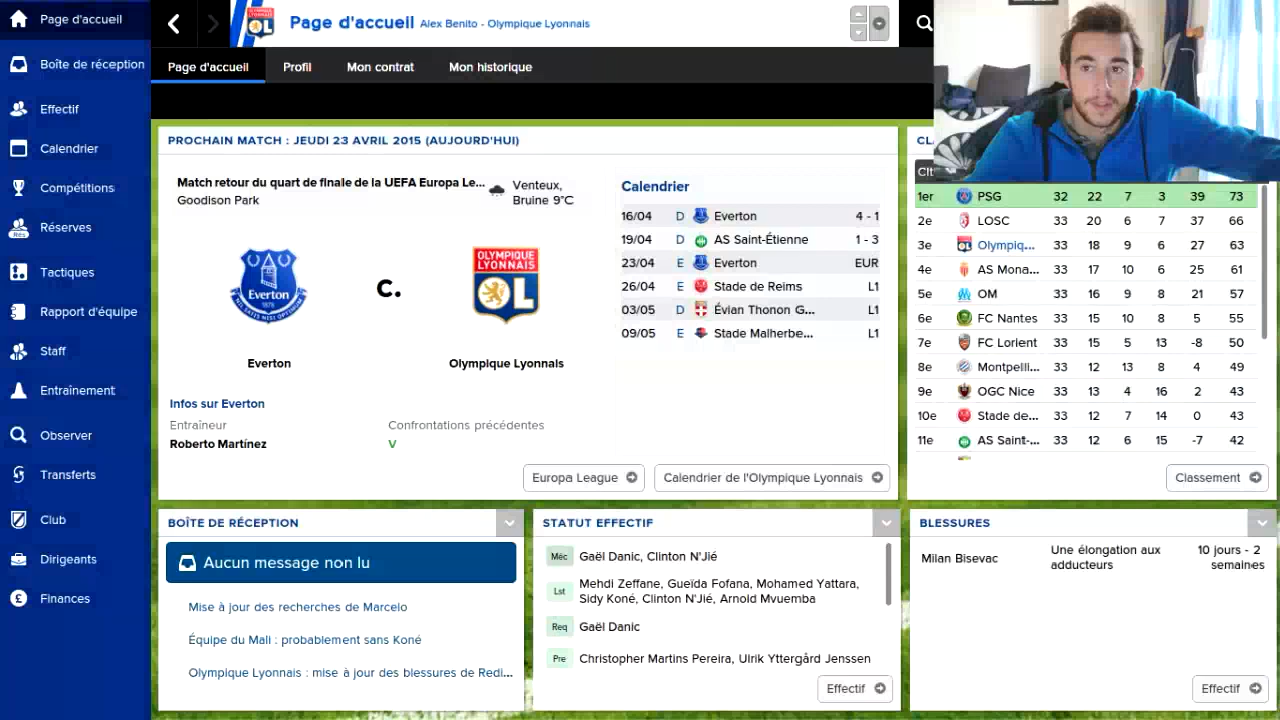 Page d'accueil
Boîte de réception
Effectif
Calendrier
Compétitions
Réserves
Tactiques
Rapport d'équipe
Staff
Entraînement
Observer
Transferts
Club
Dirigeants
Finances
Page d'accueil Alex Benito - Olympique Lyonnais
Page d'accueil Profil Mon contrat Mon historique
PROCHAIN MATCH : JEUDI 23 AVRIL 2015 (AUJOURD'HUI)
Match retour du quart de finale de la UEFA Europa Le...
Goodison Park
Venteux,
Bruine 9°C
Everton
c.
OLYMPIQUE
LYONNAIS
OL
Everton
Olympique Lyonnais
Infos sur Everton
Entraîneur
Roberto Martínez
Confrontations précédentes
V
Calendrier
16/04 D Everton 4 - 1
19/04 D AS Saint-Étienne 1 - 3
23/04 E Everton EUR
26/04 E Stade de Reims L1
03/05 D Évian Thonon G... L1
09/05 E Stade Malherbe... L1
Europa League
Calendrier de l'Olympique Lyonnais
1er PSG 32 22 7 3 39 73
2e LOSC 33 20 6 7 37 66
3e Olympiq... 33 18 9 6 27 63
4e AS Mona... 33 17 10 6 25 61
5e OM 33 16 9 8 21 57
6e FC Nantes 33 15 10 8 5 55
7e FC Lorient 33 15 5 13 -8 50
8e Montpelli... 33 12 13 8 4 49
9e OGC Nice 33 13 4 16 2 43
10e Stade de... 33 12 7 14 0 43
11e AS Saint-... 33 12 6 15 -7 42
Classement
BOÎTE DE RÉCEPTION
Aucun message non lu
Mise à jour des recherches de Marcelo
Équipe du Mali : probablement sans Koné
Olympique Lyonnais : mise à jour des blessures de Redi...
STATUT EFFECTIF
Méc Gaël Danic, Clinton N'Jié
Lst Mehdi Zeffane, Gueïda Fofana, Mohamed Yattara,
Sidy Koné, Clinton N'Jié, Arnold Mvuemba
Req Gaël Danic
Pre Christopher Martins Pereira, Ulrik Yttergård Jenssen
Effectif
BLESSURES
Milan Bisevac
Une élongation aux
adducteurs
10 jours - 2
semaines
Effectif